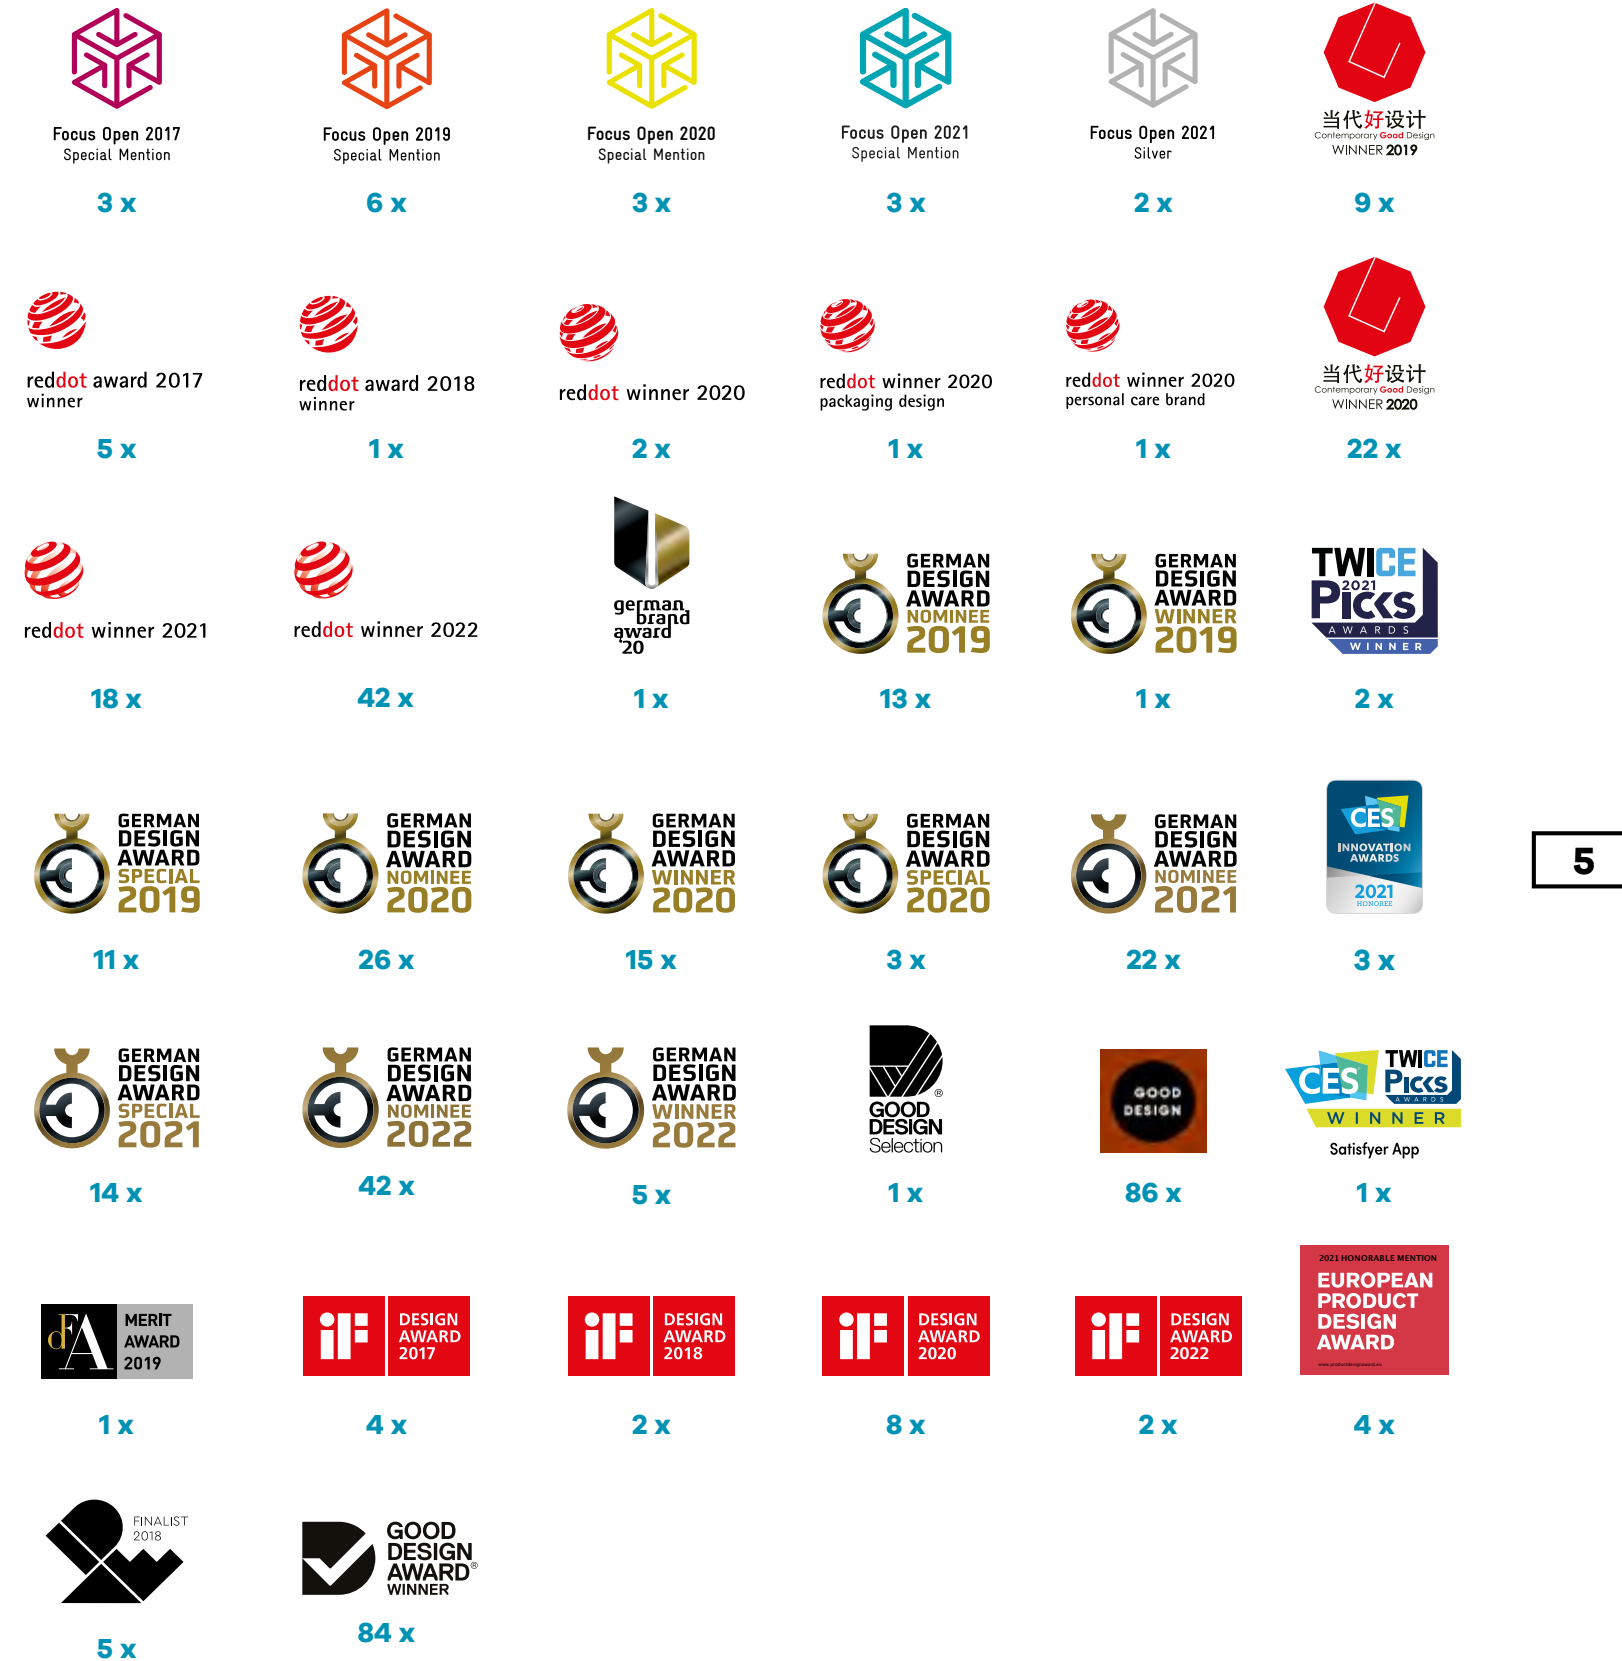 Focus Open 2017
Special Mention
3 x
Focus Open 2019
Special Mention
6 x
Focus Open 2020
Special Mention
3 x
Focus Open 2021
Special Mention
3 x
Focus Open 2021
Silver
2 x
当代好设计
Contemporary Good Design
WINNER 2019
9 x
reddot award 2017
winner
5 x
reddot award 2018
winner
1 x
reddot winner 2020
2 x
reddot winner 2020
packaging design
1 x
reddot winner 2020
personal care brand
1 x
当代好设计
Contemporary Good Design
WINNER 2020
22 x
reddot winner 2021
18 x
reddot winner 2022
42 x
german
brand
award
'20
1 x
GERMAN
DESIGN
AWARD
NOMINEE
2019
13 x
GERMAN
DESIGN
AWARD
WINNER
2019
1 x
TWICE
2021
Picks
AWARDS
WINNER
2 x
GERMAN
DESIGN
AWARD
SPECIAL
2019
11 x
GERMAN
DESIGN
AWARD
NOMINEE
2020
26 x
GERMAN
DESIGN
AWARD
WINNER
2020
15 x
GERMAN
DESIGN
AWARD
SPECIAL
2020
3 x
GERMAN
DESIGN
AWARD
NOMINEE
2021
22 x
CES
INNOVATION
AWARDS
2021
HONOREE
3 x
5
GERMAN
DESIGN
AWARD
SPECIAL
2021
14 x
GERMAN
DESIGN
AWARD
NOMINEE
2022
42 x
GERMAN
DESIGN
AWARD
WINNER
2022
5 x
GOOD
DESIGN
Selection
1 x
GOOD
DESIGN
86 x
CES
TWICE
Picks
AWARDS
WINNER
Satisfyer App
1 x
dFA
MERIT
AWARD
2019
1 x
iF
DESIGN
AWARD
2017
4 x
iF
DESIGN
AWARD
2018
2 x
iF
DESIGN
AWARD
2020
8 x
iF
DESIGN
AWARD
2022
2 x
2021 HONORABLE MENTION
EUROPEAN
PRODUCT
DESIGN
AWARD
www.productdesignaward.eu
4 x
FINALIST
2018
5 x
GOOD
DESIGN
AWARD®
WINNER
84 x